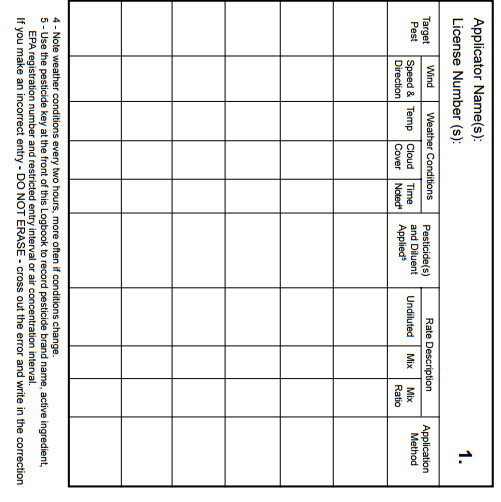 Applicator Name(s):
License Number (s):
1.
Target
Pest
Weather Conditions
Wind
Speed &
Direction
Temp
Cloud
Cover
Time
Noted⁴
Pesticide(s)
and Diluent
Applied⁵
Rate Description
Undiluted
Mix
Mix
Ratio
Application
Method
4 - Note weather conditions every two hours, more often if conditions change.
5 - Use the pesticide key at the front of this Logbook to record pesticide brand name, active ingredient,
EPA registration number and restricted entry interval or air concentration interval.
If you make an incorrect entry - DO NOT ERASE - cross out the error and write in the correction